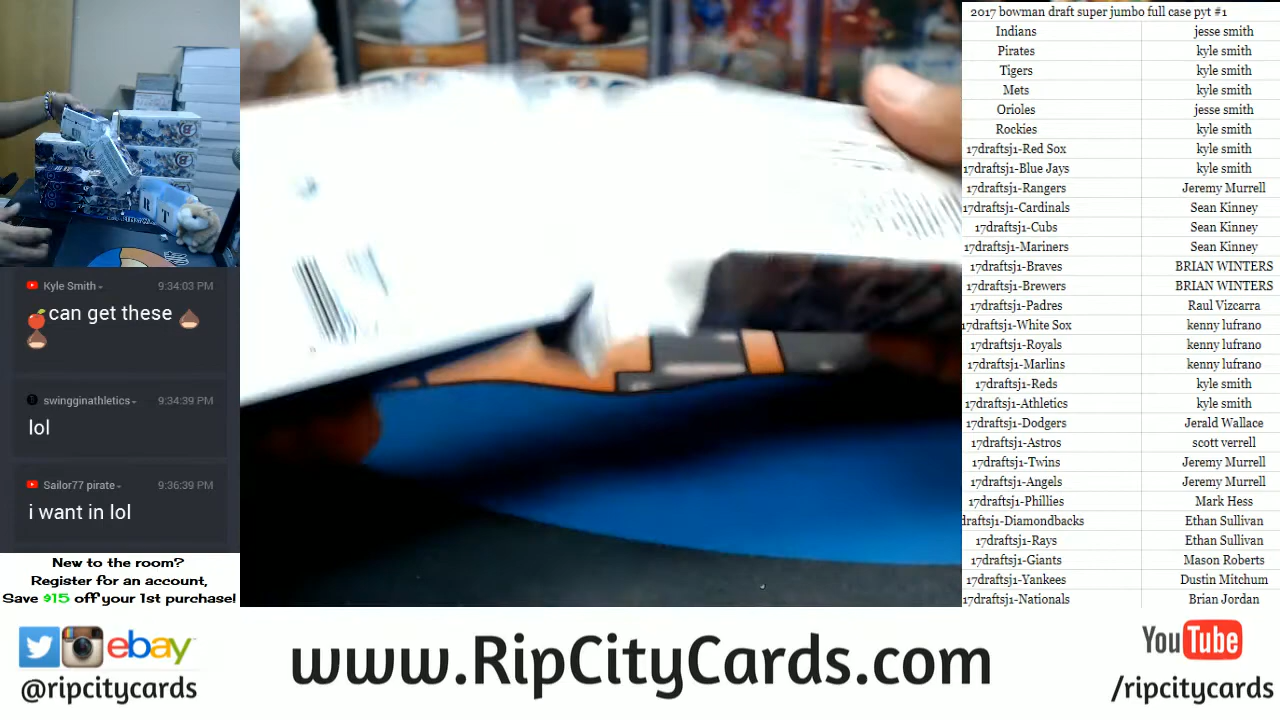 2017 bowman draft super jumbo full case pyt #1
Indians jesse smith
Pirates kyle smith
Tigers kyle smith
Mets kyle smith
Orioles jesse smith
Rockies kyle smith
17draftsj1-Red Sox kyle smith
17draftsj1-Blue Jays kyle smith
17draftsj1-Rangers Jeremy Murrell
17draftsj1-Cardinals Sean Kinney
17draftsj1-Cubs Sean Kinney
17draftsj1-Mariners Sean Kinney
17draftsj1-Braves BRIAN WINTERS
17draftsj1-Brewers BRIAN WINTERS
17draftsj1-Padres Raul Vizcarra
17draftsj1-White Sox kenny lufrano
17draftsj1-Royals kenny lufrano
17draftsj1-Marlins kenny lufrano
17draftsj1-Reds kyle smith
17draftsj1-Athletics kyle smith
17draftsj1-Dodgers Jerald Wallace
17draftsj1-Astros scott verrell
17draftsj1-Twins Jeremy Murrell
17draftsj1-Angels Jeremy Murrell
17draftsj1-Phillies Mark Hess
draftsj1-Diamondbacks Ethan Sullivan
17draftsj1-Rays Ethan Sullivan
17draftsj1-Giants Mason Roberts
17draftsj1-Yankees Dustin Mitchum
17draftsj1-Nationals Brian Jordan
R T
Kyle Smith 9:34:03 PM
can get these
swingginathletics 9:34:39 PM
lol
Sailor77 pirate 9:36:39 PM
i want in lol
New to the room?
Register for an account,
Save $15 off your 1st purchase!
ebay
@ripcitycards
www.RipCityCards.com
YouTube
/ripcitycards